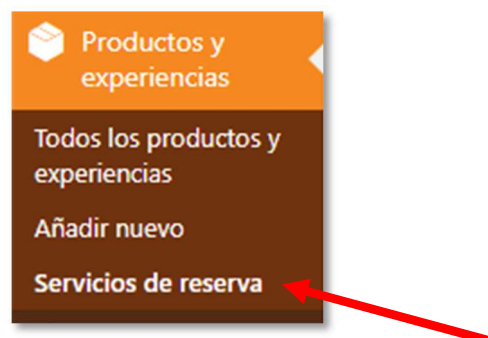 Productos y
experiencias
Todos los productos y
experiencias
Añadir nuevo
Servicios de reserva